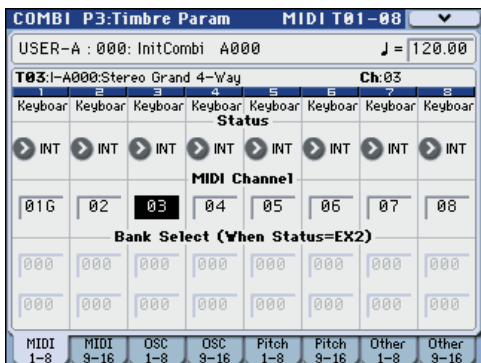 COMBI P3:Timbre Param MIDI T01-08
USER-A : 000: InitCombi A000 ♩= 120.00
T03:I-A000:Stereo Grand 4-Way Ch:03
1 2 3 4 5 6 7 8
Keyboar Keyboar Keyboar Keyboar Keyboar Keyboar Keyboar Keyboar
Status
INT INT INT INT INT INT INT INT
MIDI Channel
01G 02 03 04 05 06 07 08
Bank Select (When Status=EX2)
000 000 000 000 000 000 000 000
000 000 000 000 000 000 000 000
MIDI MIDI OSC OSC Pitch Pitch Other Other
1-8 9-16 1-8 9-16 1-8 9-16 1-8 9-16